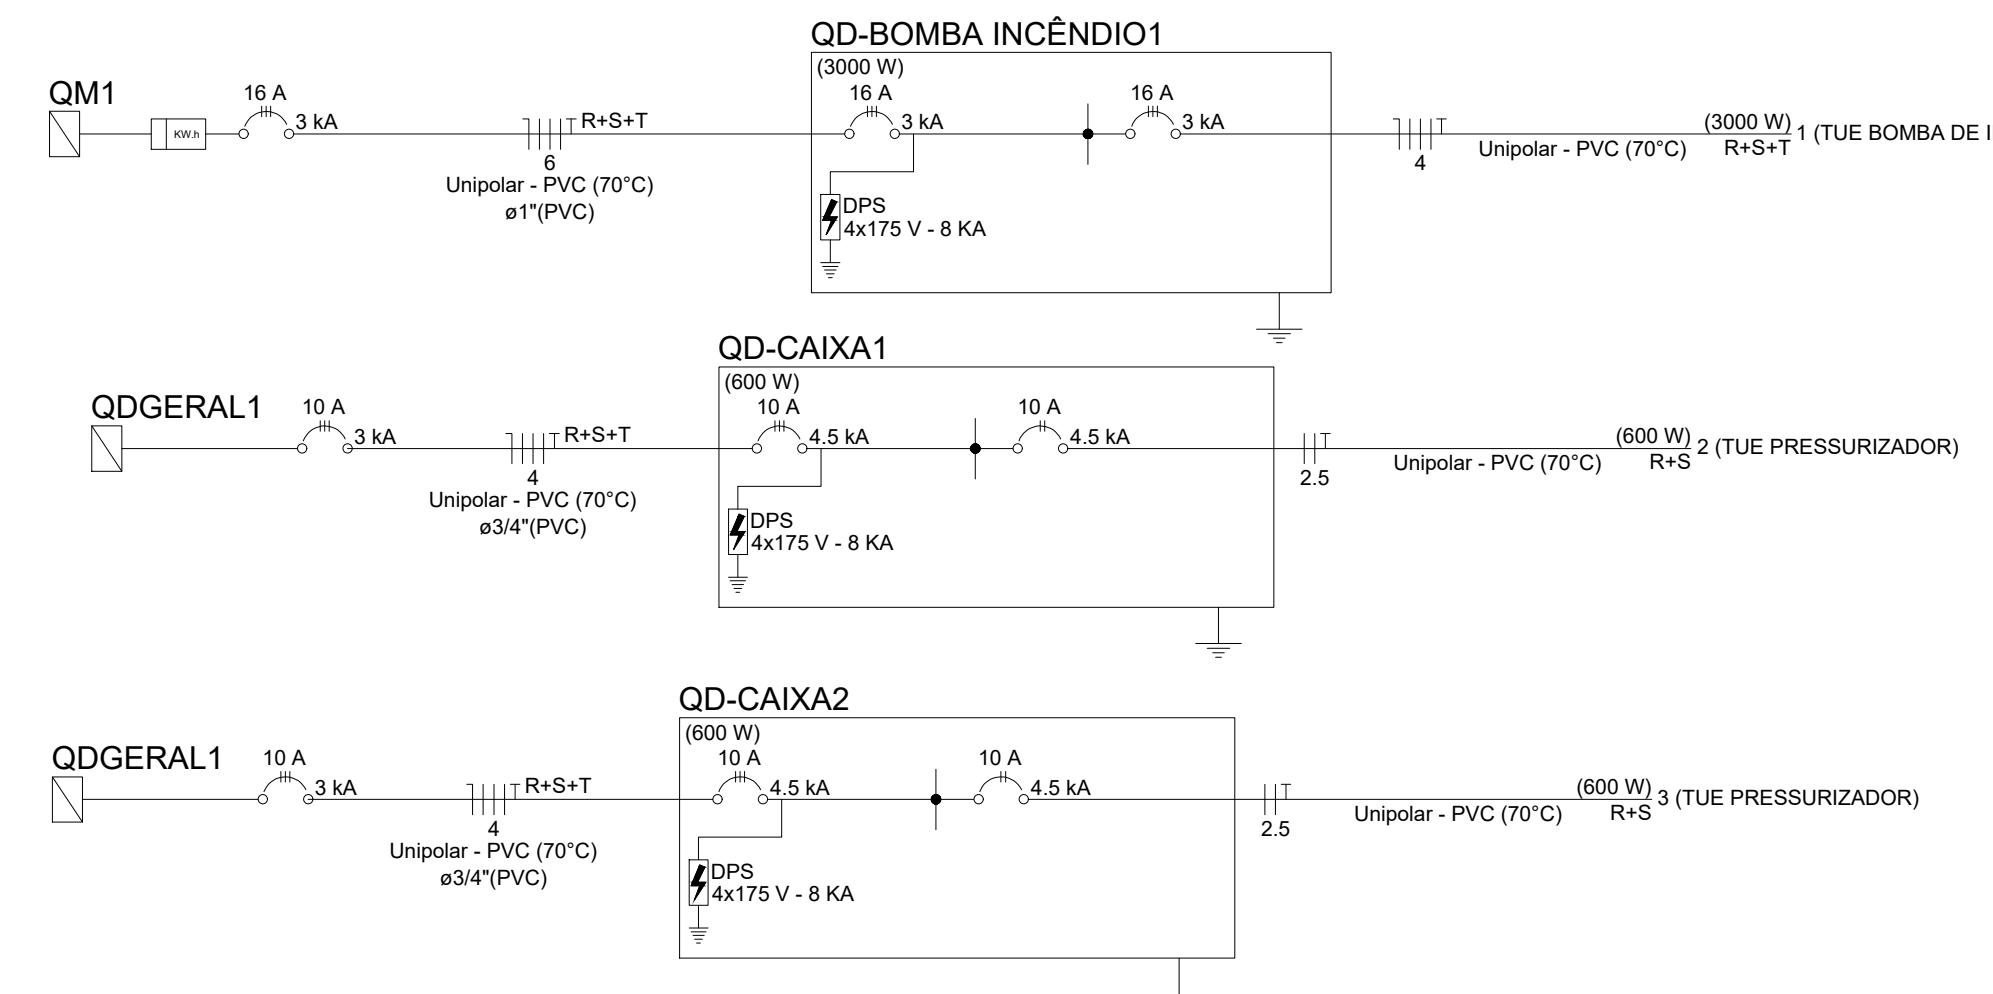 QD-BOMBA INCÊNDIO1
(3000 W)
QM1
16 A
KW.h
3 kA
R+S+T
6
Unipolar - PVC (70°C)
ø1"(PVC)
16 A
3 kA
16 A
3 kA
DPS
4x175 V - 8 KA
4
Unipolar - PVC (70°C)
(3000 W)
R+S+T
1 (TUE BOMBA DE I
QD-CAIXA1
(600 W)
QDGERAL1
10 A
3 kA
R+S+T
4
Unipolar - PVC (70°C)
ø3/4"(PVC)
10 A
4.5 kA
10 A
4.5 kA
DPS
4x175 V - 8 KA
2.5
Unipolar - PVC (70°C)
(600 W)
R+S
2 (TUE PRESSURIZADOR)
QD-CAIXA2
(600 W)
QDGERAL1
10 A
3 kA
R+S+T
4
Unipolar - PVC (70°C)
ø3/4"(PVC)
10 A
4.5 kA
10 A
4.5 kA
DPS
4x175 V - 8 KA
2.5
Unipolar - PVC (70°C)
(600 W)
R+S
3 (TUE PRESSURIZADOR)